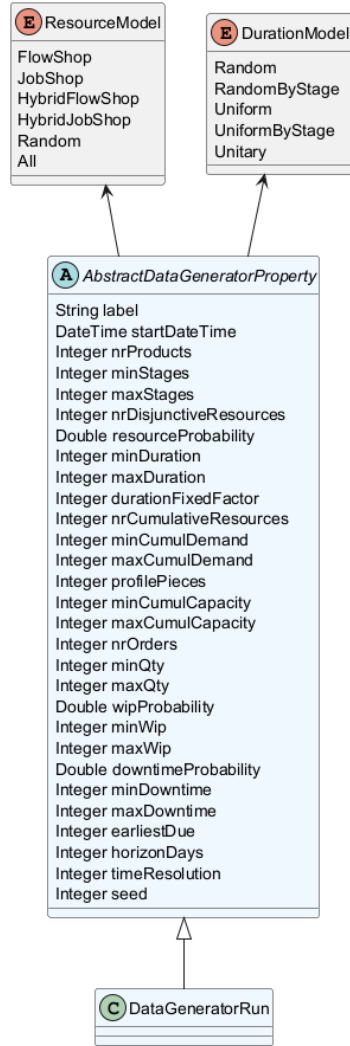 E ResourceModel
FlowShop
JobShop
HybridFlowShop
HybridJobShop
Random
All
E DurationModel
Random
RandomByStage
Uniform
UniformByStage
Unitary
A AbstractDataGeneratorProperty
String label
DateTime startDateTime
Integer nrProducts
Integer minStages
Integer maxStages
Integer nrDisjunctiveResources
Double resourceProbability
Integer minDuration
Integer maxDuration
Integer durationFixedFactor
Integer nrCumulativeResources
Integer minCumulDemand
Integer maxCumulDemand
Integer profilePieces
Integer minCumulCapacity
Integer maxCumulCapacity
Integer nrOrders
Integer minQty
Integer maxQty
Double wipProbability
Integer minWip
Integer maxWip
Double downtimeProbability
Integer minDowntime
Integer maxDowntime
Integer earliestDue
Integer horizonDays
Integer timeResolution
Integer seed
C DataGeneratorRun